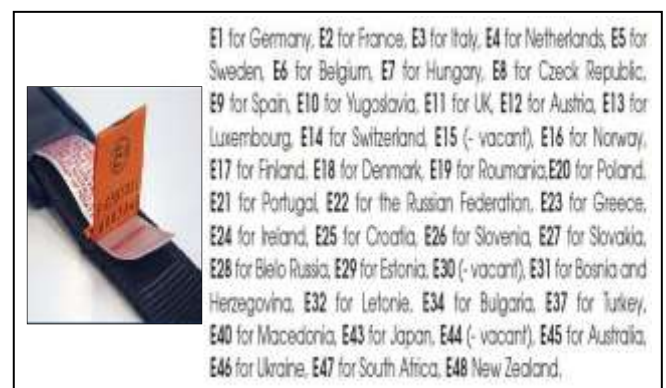 E1 for Germany, E2 for France, E3 for Italy, E4 for Netherlands, E5 for
Sweden, E6 for Belgium, E7 for Hungary, E8 for Czeck Republic,
E9 for Spain, E10 for Yugoslavia, E11 for UK, E12 for Austria, E13 for
Luxembourg, E14 for Switzerland, E15 (- vacant), E16 for Norway,
E17 for Finland, E18 for Denmark, E19 for Roumania,E20 for Poland,
E21 for Portugal, E22 for the Russian Federation, E23 for Greece,
E24 for Ireland, E25 for Croatia, E26 for Slovenia, E27 for Slovakia,
E28 for Bielo Russia, E29 for Estonia, E30 (- vacant), E31 for Bosnia and
Herzegovina, E32 for Letonie, E34 for Bulgaria, E37 for Turkey,
E40 for Macedonia, E43 for Japan, E44 (- vacant), E45 for Australia,
E46 for Ukraine, E47 for South Africa, E48 New Zealand,